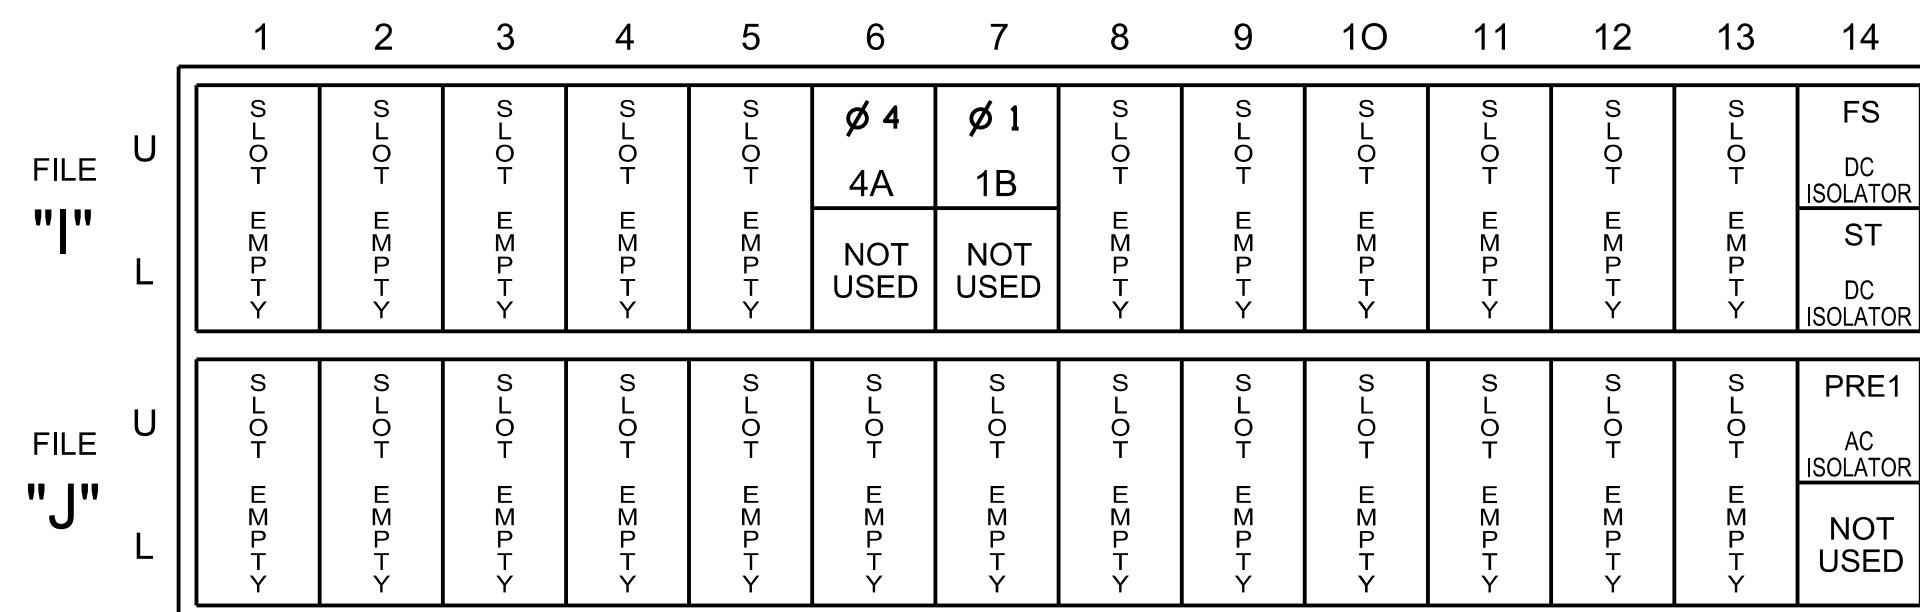 1 2 3 4 5 6 7 8 9 10 11 12 13 14
FILE "I"
U
L
SLOT EMPTY
SLOT EMPTY
SLOT EMPTY
SLOT EMPTY
SLOT EMPTY
Ø 4
4A
NOT
USED
Ø 1
1B
NOT
USED
SLOT EMPTY
SLOT EMPTY
SLOT EMPTY
SLOT EMPTY
SLOT EMPTY
SLOT EMPTY
FS
DC
ISOLATOR
ST
DC
ISOLATOR
FILE "J"
U
L
SLOT EMPTY
SLOT EMPTY
SLOT EMPTY
SLOT EMPTY
SLOT EMPTY
SLOT EMPTY
SLOT EMPTY
SLOT EMPTY
SLOT EMPTY
SLOT EMPTY
SLOT EMPTY
SLOT EMPTY
SLOT EMPTY
PRE1
AC
ISOLATOR
NOT
USED